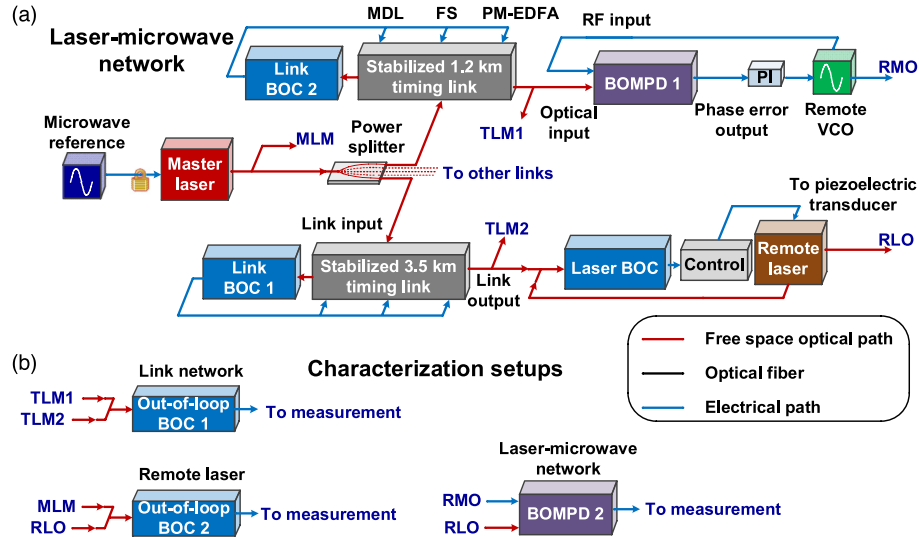 (a)
Laser-microwave
network
MDL
FS
PM-EDFA
RF input
Link
BOC 2
Stabilized 1.2 km
timing link
BOMPD 1
PI
RMO
TLM1
Optical
input
Phase error
output
Remote
VCO
Microwave
reference
Master
laser
MLM
Power
splitter
To other links
Link input
To piezoelectric
transducer
TLM2
Link
BOC 1
Stabilized 3.5 km
timing link
Link
output
Laser BOC
Control
Remote
laser
RLO
Free space optical path
Optical fiber
Electrical path
(b)
Characterization setups
Link network
TLM1
TLM2
Out-of-loop
BOC 1
To measurement
Remote laser
MLM
RLO
Out-of-loop
BOC 2
To measurement
Laser-microwave
network
RMO
RLO
BOMPD 2
To measurement